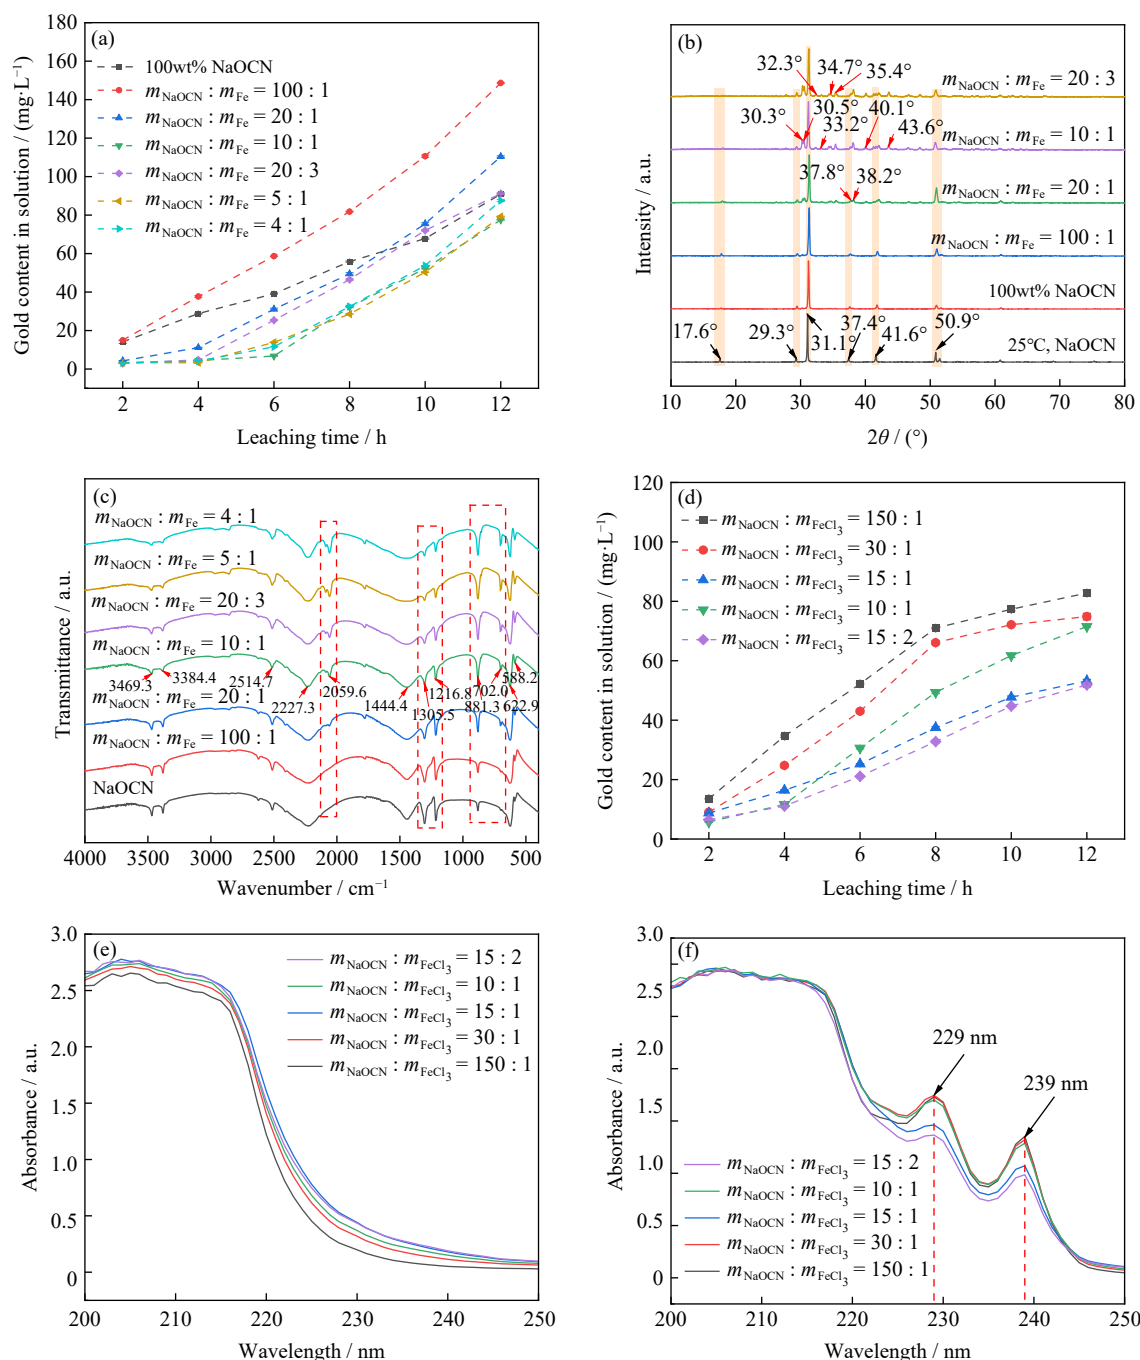 (a)
180
160
140
120
100
80
60
40
20
0
Gold content in solution / (mg·L⁻¹)
100wt% NaOCN
m_NaOCN : m_Fe = 100 : 1
m_NaOCN : m_Fe = 20 : 1
m_NaOCN : m_Fe = 10 : 1
m_NaOCN : m_Fe = 20 : 3
m_NaOCN : m_Fe = 5 : 1
m_NaOCN : m_Fe = 4 : 1
2 4 6 8 10 12
Leaching time / h
(b)
Intensity / a.u.
32.3° 34.7° 35.4°
m_NaOCN : m_Fe = 20 : 3
30.3° 30.5° 33.2° 40.1° 43.6°
m_NaOCN : m_Fe = 10 : 1
37.8° 38.2°
m_NaOCN : m_Fe = 20 : 1
m_NaOCN : m_Fe = 100 : 1
100wt% NaOCN
17.6° 29.3° 31.1° 37.4° 41.6° 50.9°
25°C, NaOCN
10 20 30 40 50 60 70 80
2θ / (°)
(c)
Transmittance / a.u.
m_NaOCN : m_Fe = 4 : 1
m_NaOCN : m_Fe = 5 : 1
m_NaOCN : m_Fe = 20 : 3
m_NaOCN : m_Fe = 10 : 1
3469.3 3384.4 2514.7 2227.3 2059.6 1444.4 1305.5 1216.8 881.3 702.0 622.9 588.2
m_NaOCN : m_Fe = 20 : 1
m_NaOCN : m_Fe = 100 : 1
NaOCN
4000 3500 3000 2500 2000 1500 1000 500
Wavenumber / cm⁻¹
(d)
120
100
80
60
40
20
0
Gold content in solution / (mg·L⁻¹)
m_NaOCN : m_FeCl₃ = 150 : 1
m_NaOCN : m_FeCl₃ = 30 : 1
m_NaOCN : m_FeCl₃ = 15 : 1
m_NaOCN : m_FeCl₃ = 10 : 1
m_NaOCN : m_FeCl₃ = 15 : 2
2 4 6 8 10 12
Leaching time / h
(e)
3.0
2.5
2.0
1.5
1.0
0.5
0
Absorbance / a.u.
m_NaOCN : m_FeCl₃ = 15 : 2
m_NaOCN : m_FeCl₃ = 10 : 1
m_NaOCN : m_FeCl₃ = 15 : 1
m_NaOCN : m_FeCl₃ = 30 : 1
m_NaOCN : m_FeCl₃ = 150 : 1
200 210 220 230 240 250
Wavelength / nm
(f)
3.0
2.5
2.0
1.5
1.0
0.5
0
Absorbance / a.u.
229 nm
239 nm
m_NaOCN : m_FeCl₃ = 15 : 2
m_NaOCN : m_FeCl₃ = 10 : 1
m_NaOCN : m_FeCl₃ = 15 : 1
m_NaOCN : m_FeCl₃ = 30 : 1
m_NaOCN : m_FeCl₃ = 150 : 1
200 210 220 230 240 250
Wavelength / nm